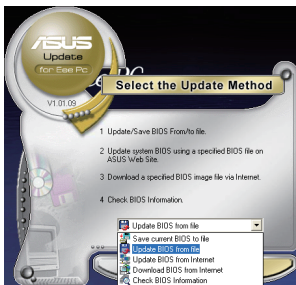 ASUS
Update
for Eee Pc
V1.01.09
Select the Update Method
1 Update/Save BIOS From/to file.
2 Update system BIOS using a specified BIOS file on
ASUS Web Site.
3 Download a specified BIOS image file via Internet.
4 Check BIOS Information.
Update BIOS from file
Save current BIOS to file
Update BIOS from file
Update BIOS from Internet
Download BIOS from Internet
Check BIOS Information